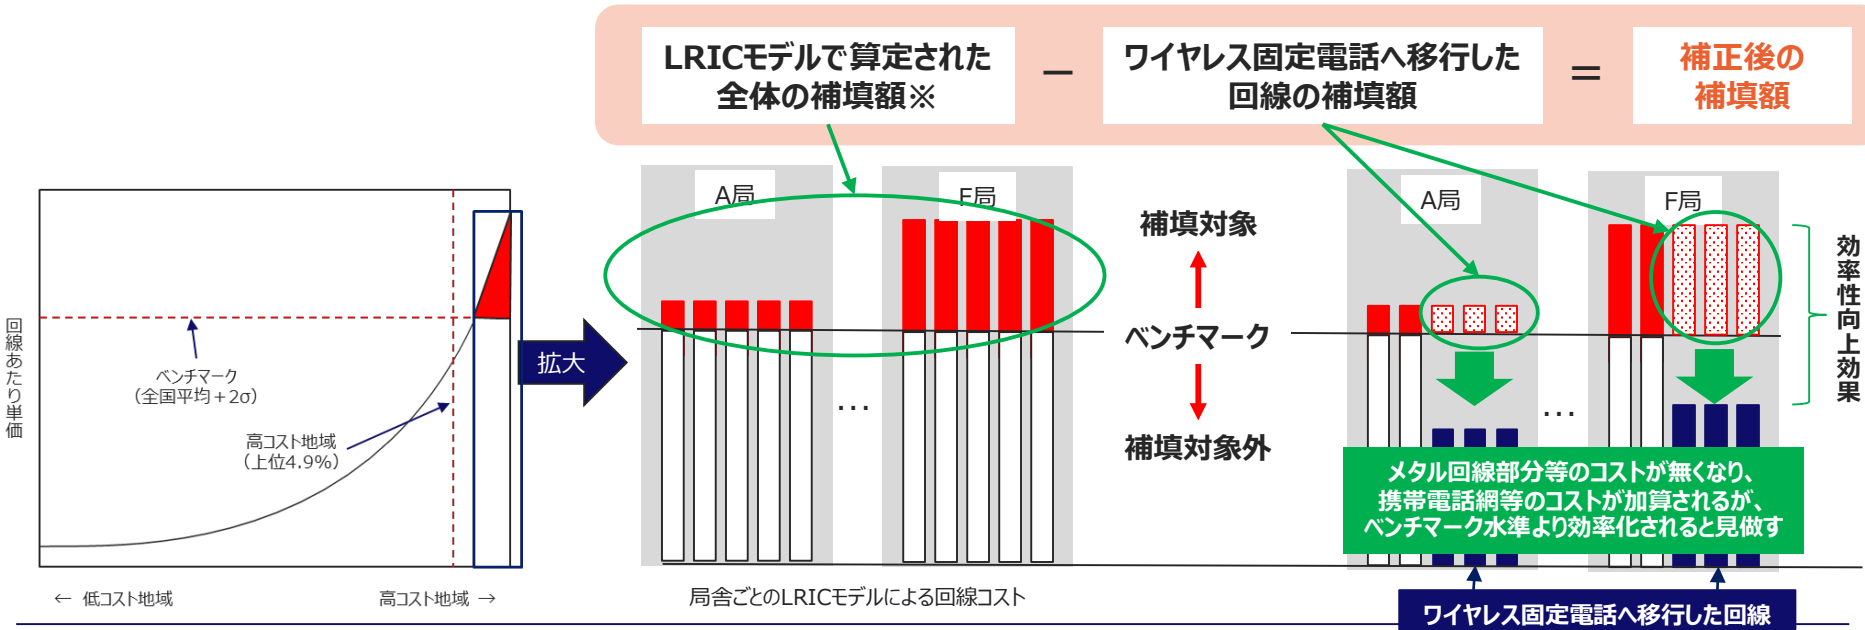 LRICモデルで算定された
全体の補填額※
－
ワイヤレス固定電話へ移行した
回線の補填額
＝
補正後の
補填額
回線あたり単価
ベンチマーク
（全国平均＋2σ）
高コスト地域
（上位4.9%）
← 低コスト地域
高コスト地域 →
拡大
A局
F局
…
局舎ごとのLRICモデルによる回線コスト
補填対象
ベンチマーク
補填対象外
A局
F局
…
効率性向上効果
メタル回線部分等のコストが無くなり、
携帯電話網等のコストが加算されるが、
ベンチマーク水準より効率化されると見做す
ワイヤレス固定電話へ移行した回線